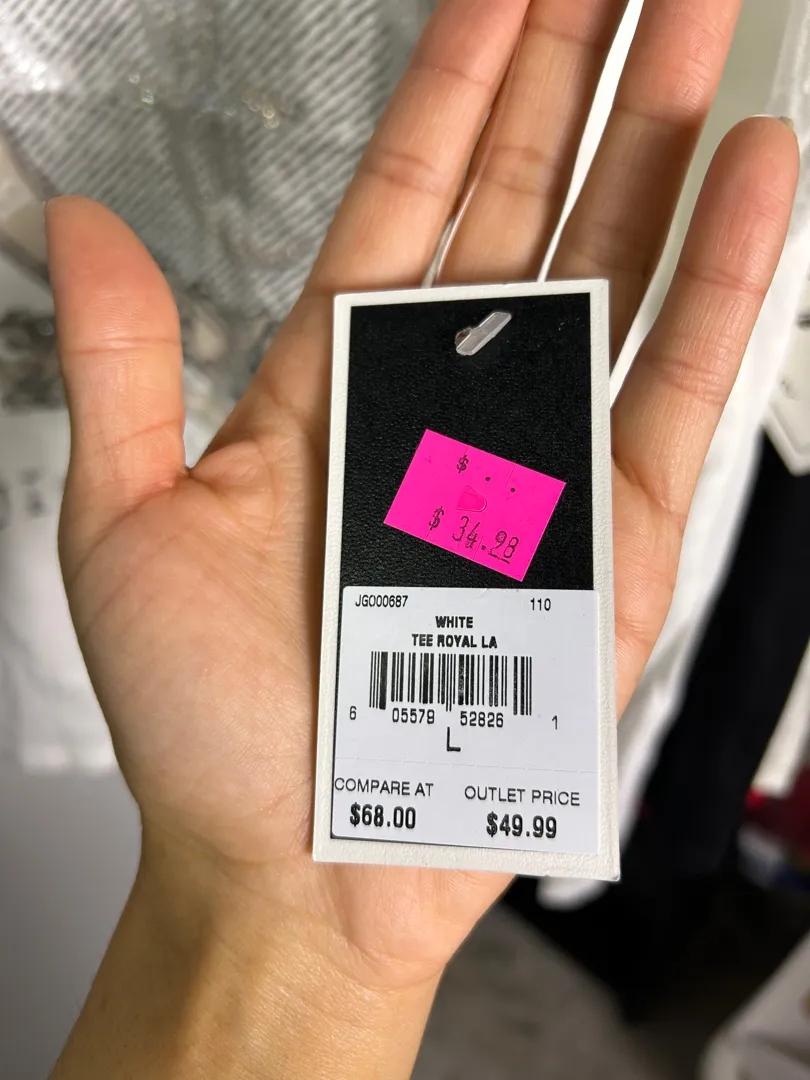 $ . .
$ 34.98
JG000687 110
WHITE
TEE ROYAL LA
6 05579 52826 1
L
COMPARE AT OUTLET PRICE
$68.00 $49.99